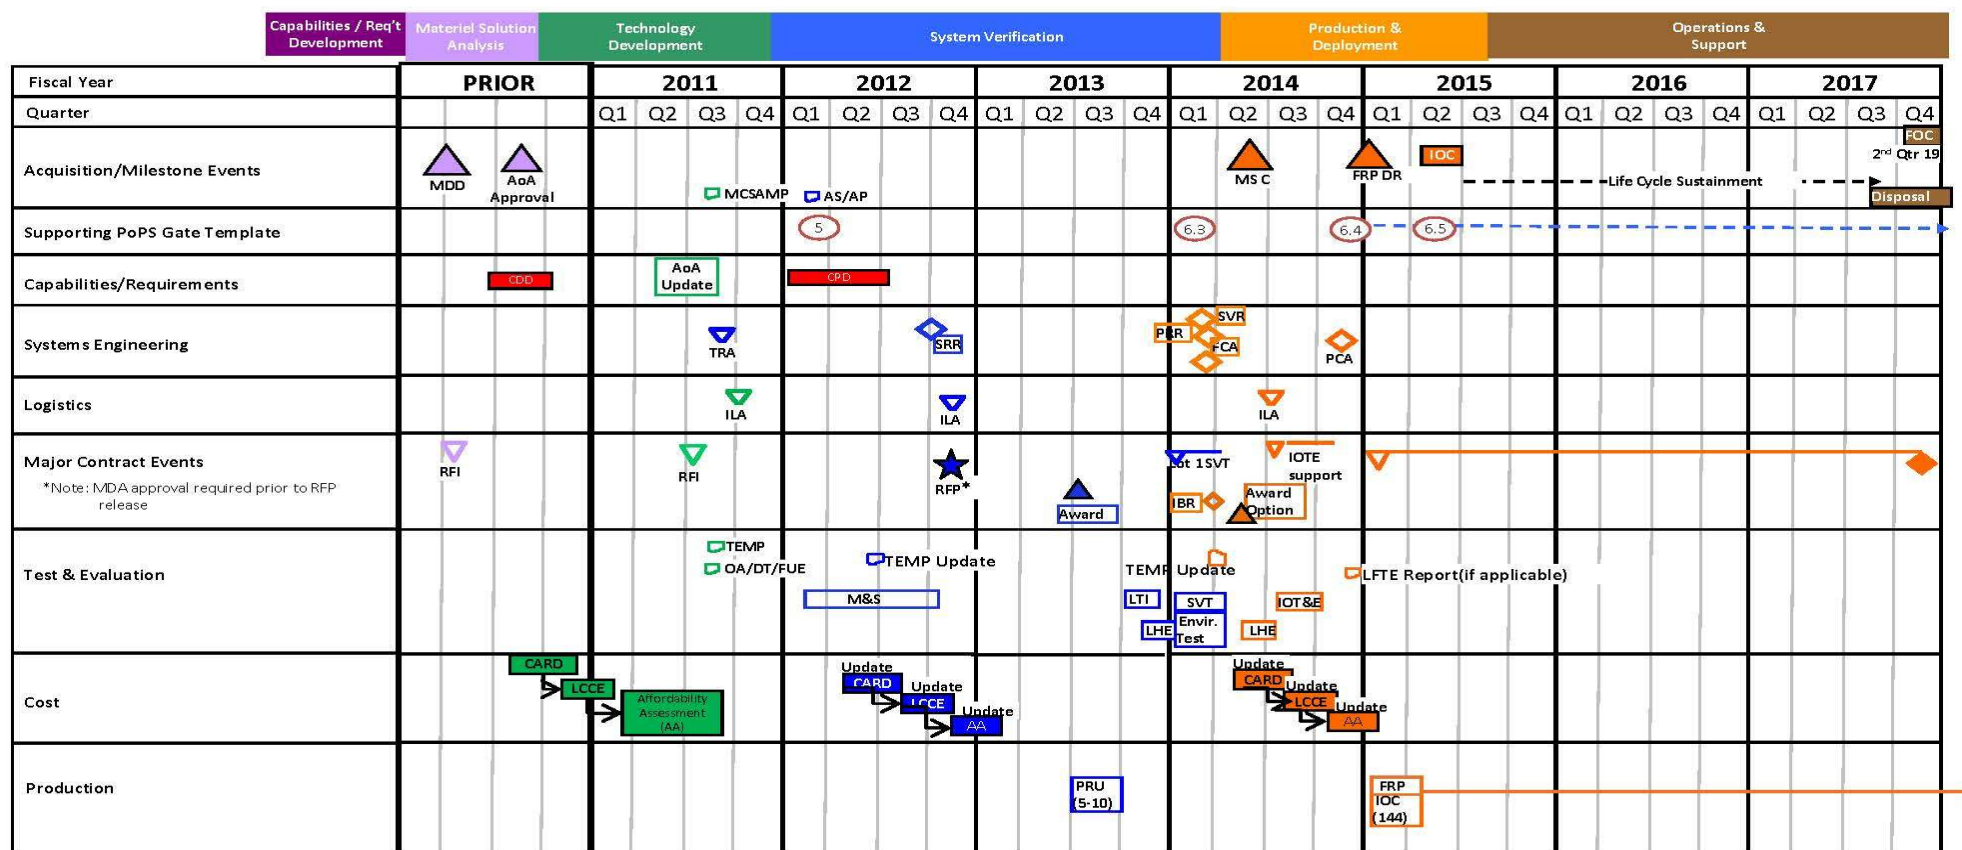 Capabilities / Req't
Development
Materiel Solution
Analysis
Technology
Development
System Verification
Production &
Deployment
Operations &
Support
Fiscal Year
PRIOR
2011
2012
2013
2014
2015
2016
2017
Quarter
Q1 Q2 Q3 Q4 Q1 Q2 Q3 Q4 Q1 Q2 Q3 Q4 Q1 Q2 Q3 Q4 Q1 Q2 Q3 Q4 Q1 Q2 Q3 Q4 Q1 Q2 Q3 Q4
Acquisition/Milestone Events
MDD
AoA
Approval
MCSAMP
AS/AP
MS C
FRP DR
IOC
FOC
2nd Qtr 19
Life Cycle Sustainment
Disposal
Supporting PoPS Gate Template
5
6.3
6.4
6.5
Capabilities/Requirements
CDD
AoA
Update
CPD
Systems Engineering
TRA
SRR
PRR
SVR
FCA
PCA
Logistics
ILA
ILA
ILA
Major Contract Events
*Note: MDA approval required prior to RFP
release
RFI
RFI
RFP*
Award
Lot 1 SVT
IBR
IOTE
support
Award
Option
Test & Evaluation
TEMP
OA/DT/FUE
TEMP Update
M&S
TEMP Update
LTI
LHE
SVT
Envir.
Test
LHE
IOT&E
LFTE Report(if applicable)
Cost
CARD
LCCE
Affordability
Assessment
(AA)
Update
CARD
Update
LCCE
Update
AA
Update
CARD
Update
LCCE
Update
AA
Production
PRU
(5-10)
FRP
IOC
(144)